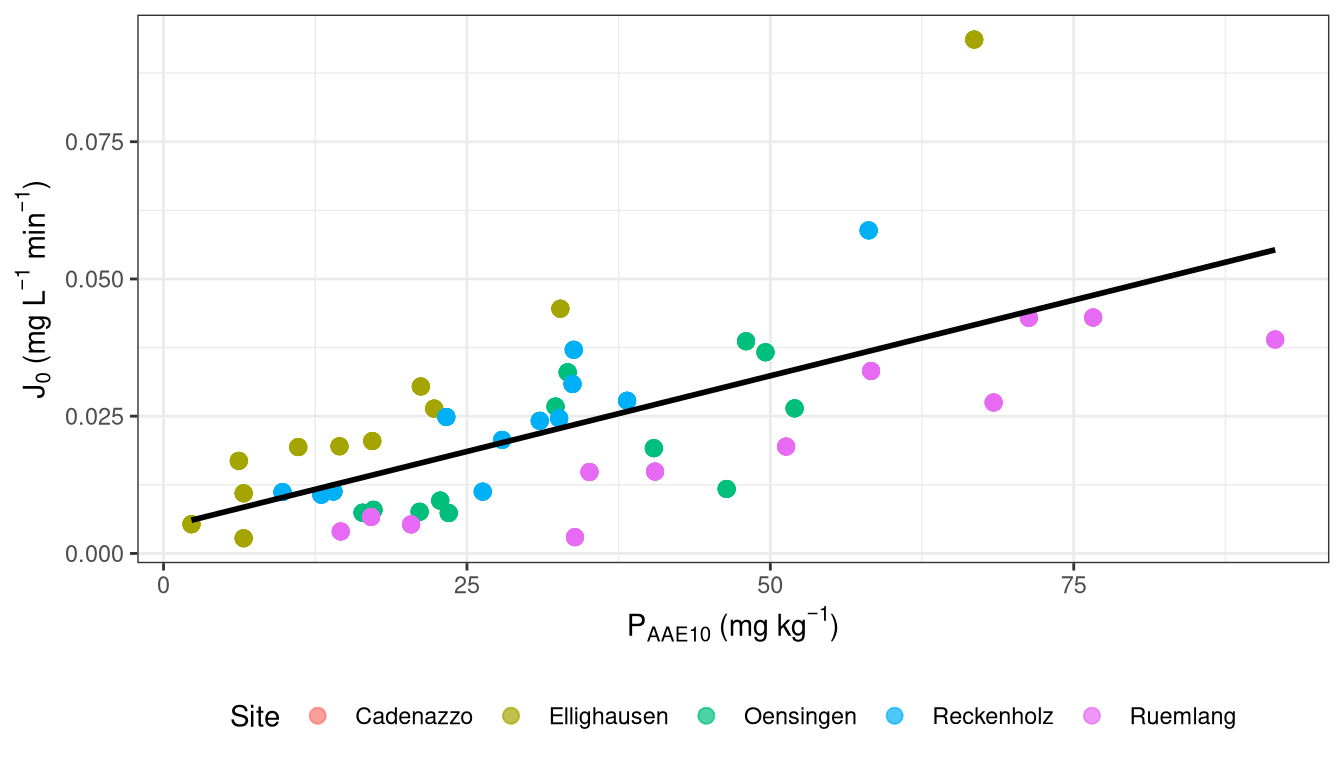 0.075
0.050
0.025
0.000
J₀ (mg L⁻¹ min⁻¹)
0 25 50 75
P_AAE10 (mg kg⁻¹)
Site Cadenazzo Ellighausen Oensingen Reckenholz Ruemlang